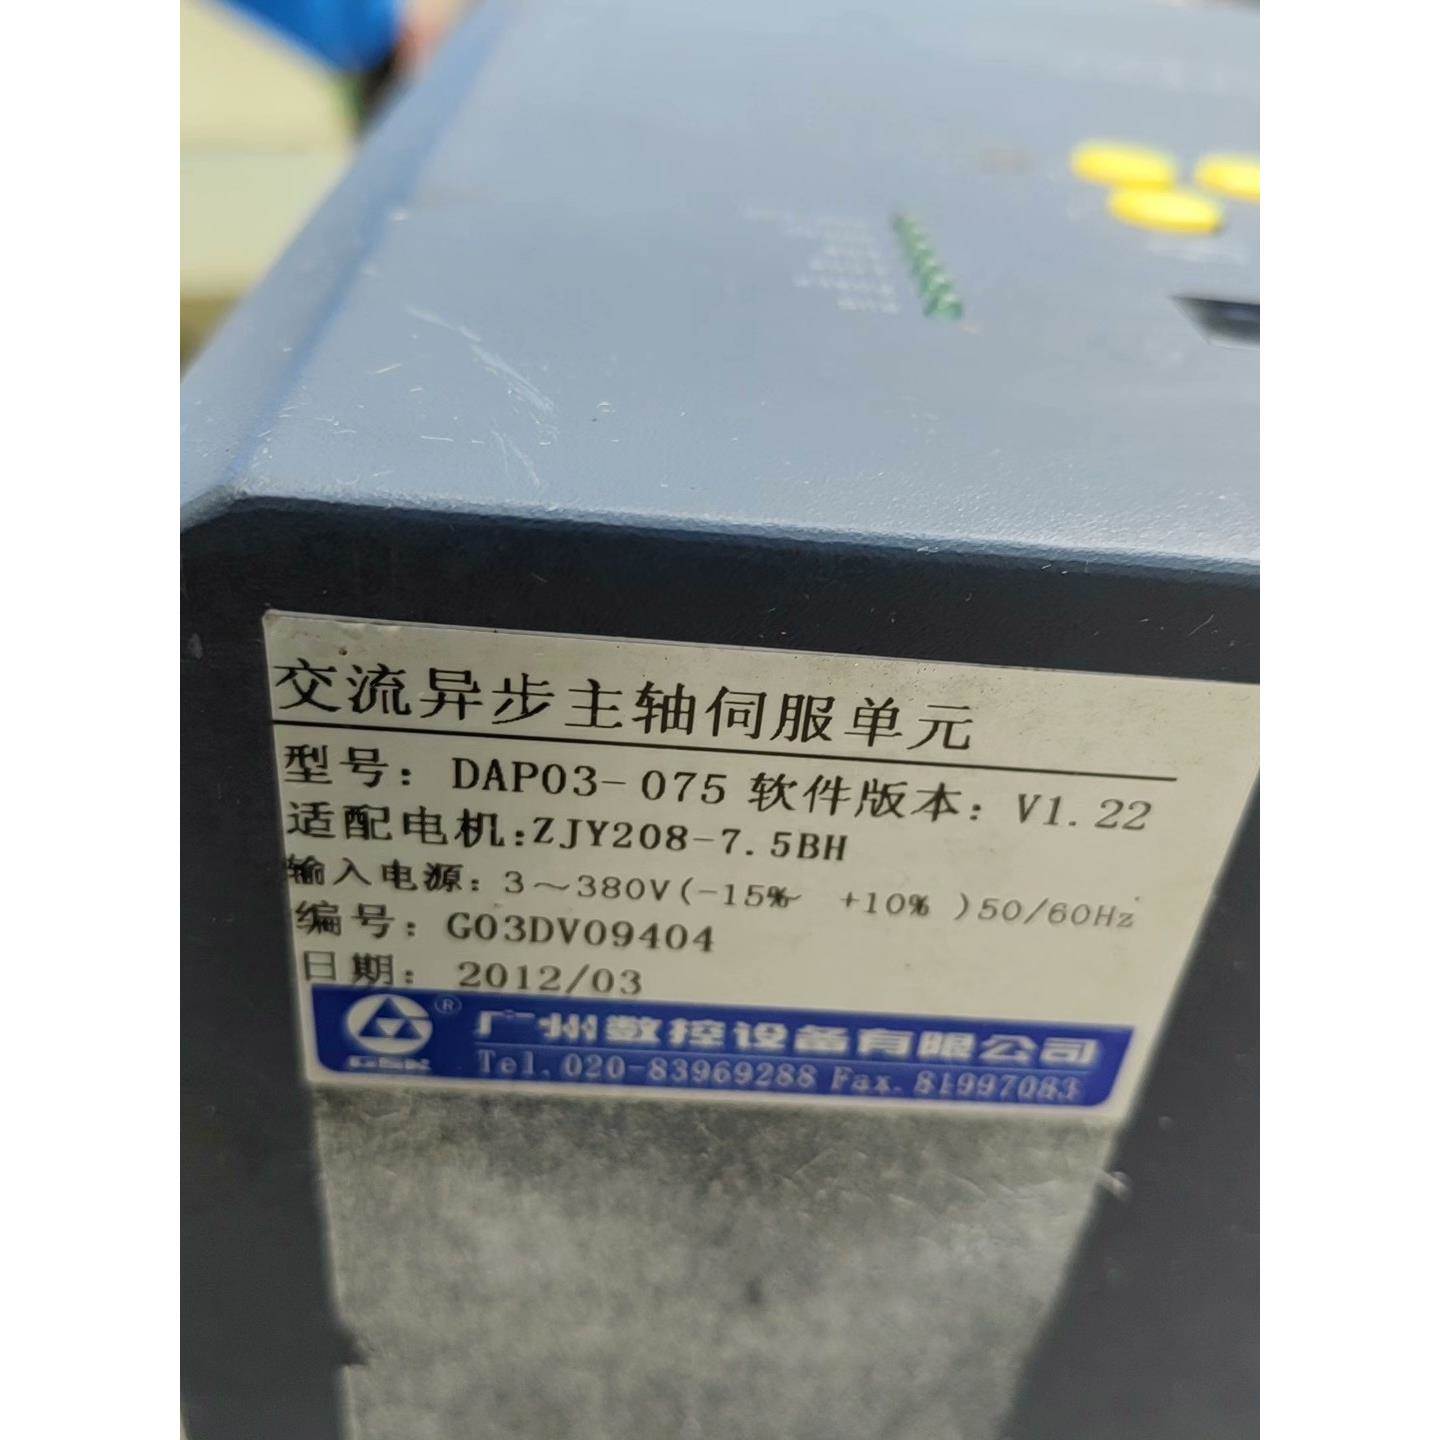 交流异步主轴伺服单元
型号: DAP03-075 软件版本: V1.22
适配电机:ZJY208-7.5BH
输入电源: 3～380V(-15%~ +10% )50/60Hz
编号: G03DV09404
日期: 2012/03
® 广州数控设备有限公司
GSK
Tel.020-83969288 Fax.81997083